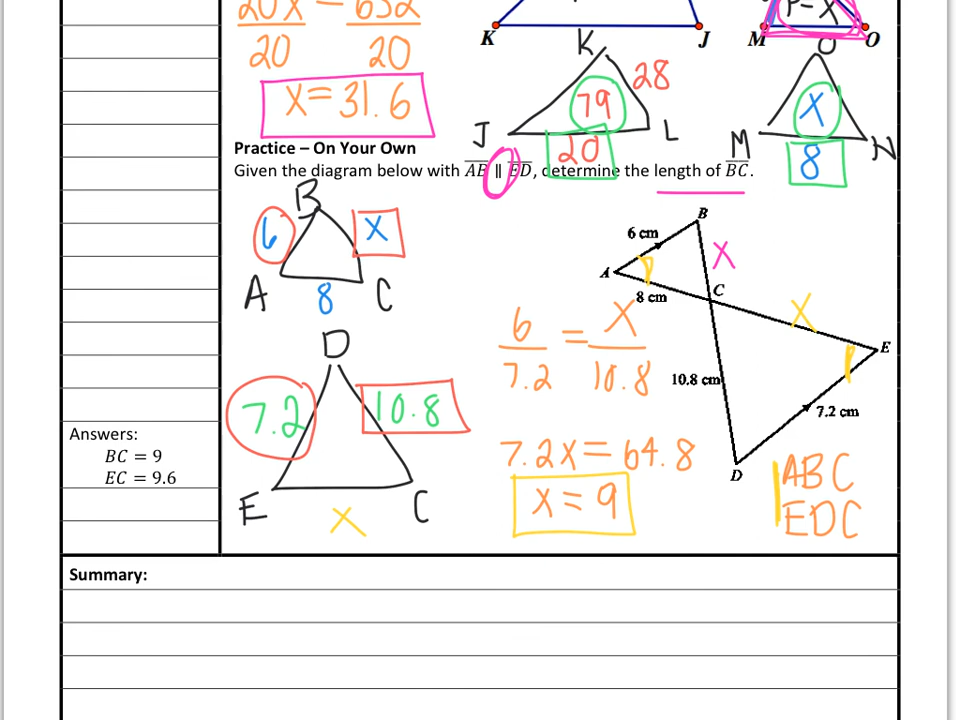 20x = 632
20 20
x = 31.6
K J M P = X O
K 28
79
J L
20
O
X
M N
8
Practice – On Your Own
Given the diagram below with AB ∥ ED, determine the length of BC.
B
6 X
A 8 C
D
7.2 10.8
E X C
B
6 cm
A X
8 cm C
X
E
10.8 cm
7.2 cm
D
6 = X
7.2 10.8
7.2x = 64.8
x = 9
ABC
EDC
Answers:
BC = 9
EC = 9.6
Summary: